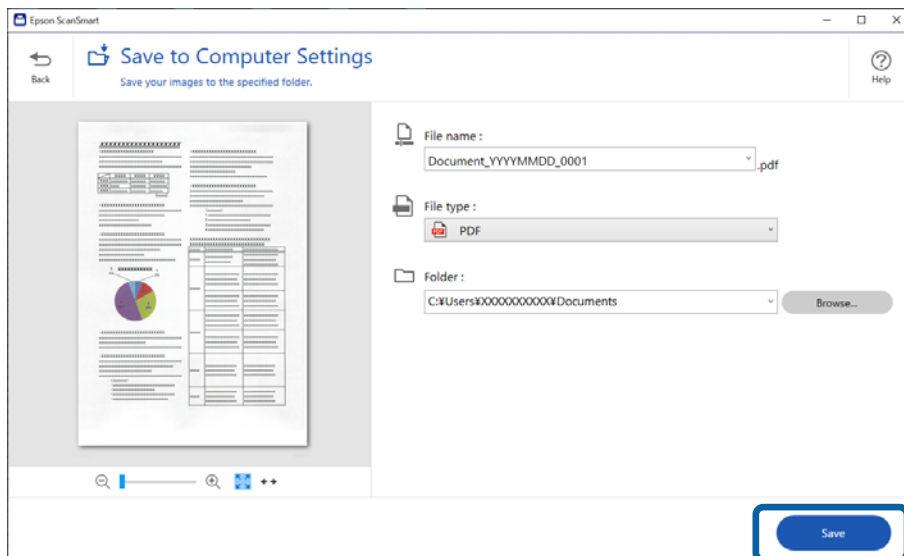 Epson ScanSmart
Back
Save to Computer Settings
Save your images to the specified folder.
Help
File name :
Document_YYYYMMDD_0001
.pdf
File type :
PDF
Folder :
C:¥Users¥XXXXXXXXXX¥Documents
Browse...
Save